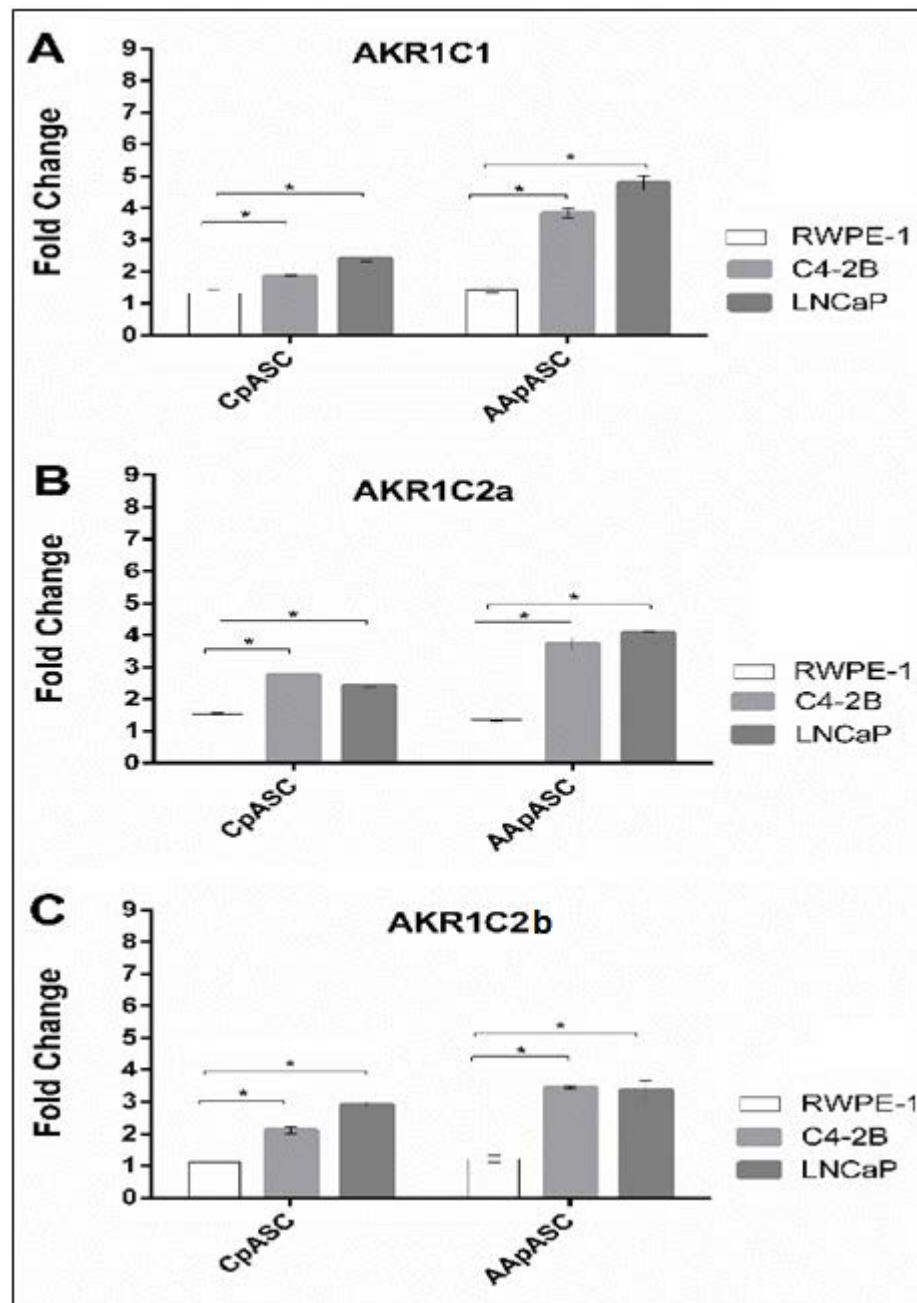 A
AKR1C1
Fold Change
9
8
7
6
5
4
3
2
1
0
*
*
*
*
CpASC
AApASC
RWPE-1
C4-2B
LNCaP
B
AKR1C2a
Fold Change
9
8
7
6
5
4
3
2
1
0
*
*
*
*
CpASC
AApASC
RWPE-1
C4-2B
LNCaP
C
AKR1C2b
Fold Change
9
8
7
6
5
4
3
2
1
0
*
*
*
*
CpASC
AApASC
RWPE-1
C4-2B
LNCaP